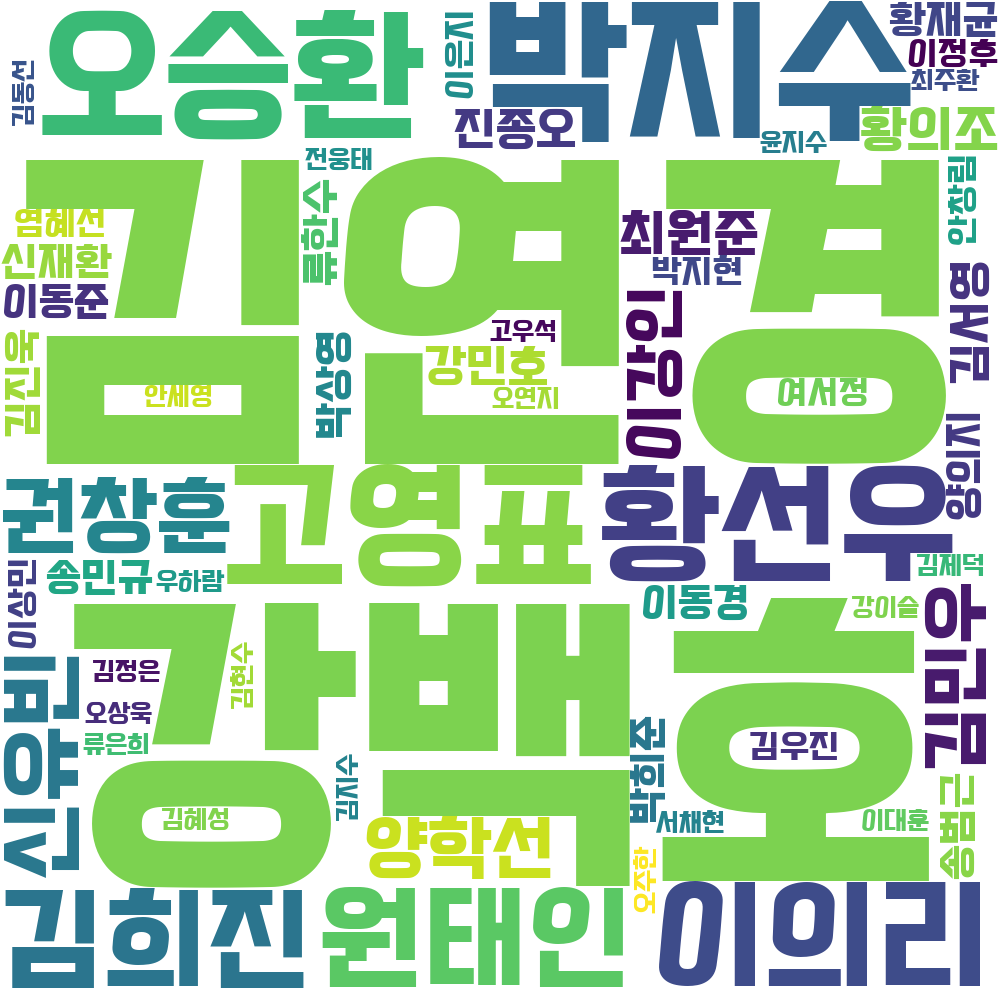 오승환
박지수
황재균
이정후
최주환
김동선
이은지
진종오
윤지수
황의조
김연경
전웅태
염혜선
신재환
이동준
류한수
최원준
박지현
안창림
김서영
김진욱
박상영
고우석
강민호
오연지
안세영
이강인
여서정
양의지
권창훈
고영표
황선우
송민규
우하람
이상민
이동경
김제덕
강이슬
강백호
김민우
김정은
김현수
오상욱
류은희
신유빈
김지수
김혜성
양학선
박희준
김우진
서채현
이대훈
송범근
오주한
김희진
원태인
이의리